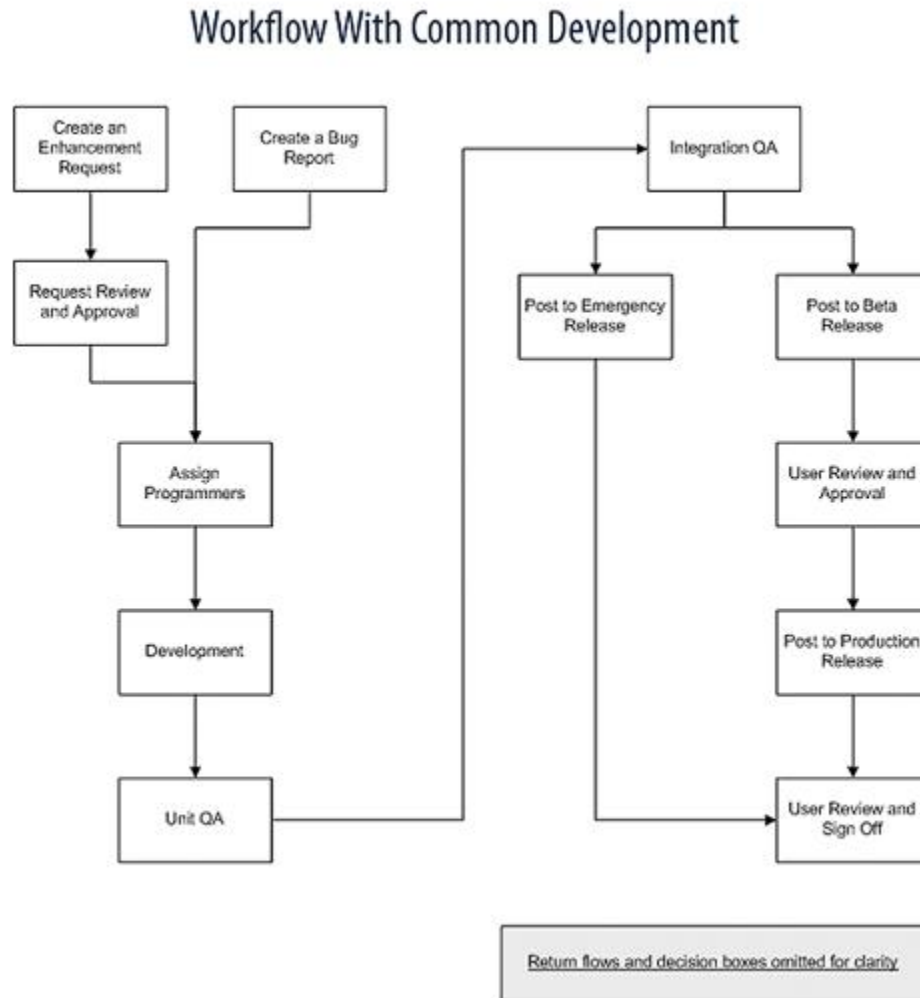 Workflow With Common Development
Create an
Enhancement
Request
Create a Bug
Report
Request Review
and Approval
Assign
Programmers
Development
Unit QA
Integration QA
Post to Emergency
Release
Post to Beta
Release
User Review and
Approval
Post to Production
Release
User Review and
Sign Off
Return flows and decision boxes omitted for clarity